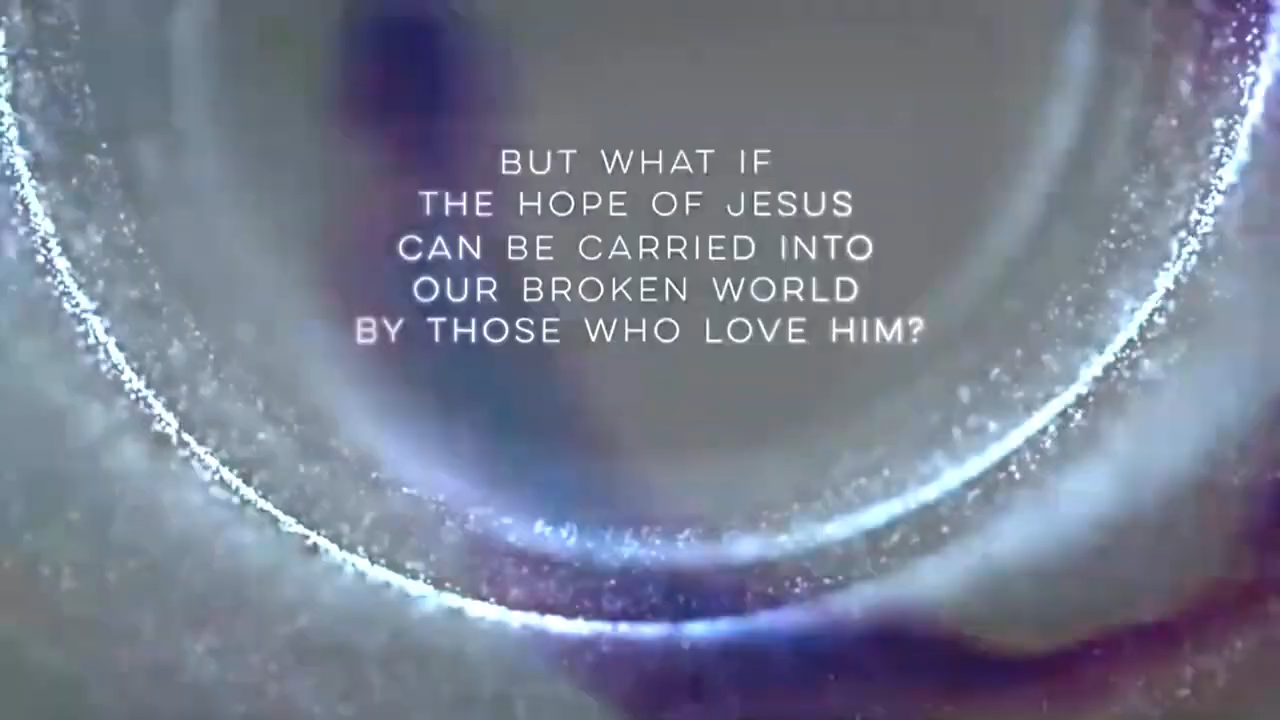 BUT WHAT IF
THE HOPE OF JESUS
CAN BE CARRIED INTO
OUR BROKEN WORLD
BY THOSE WHO LOVE HIM?